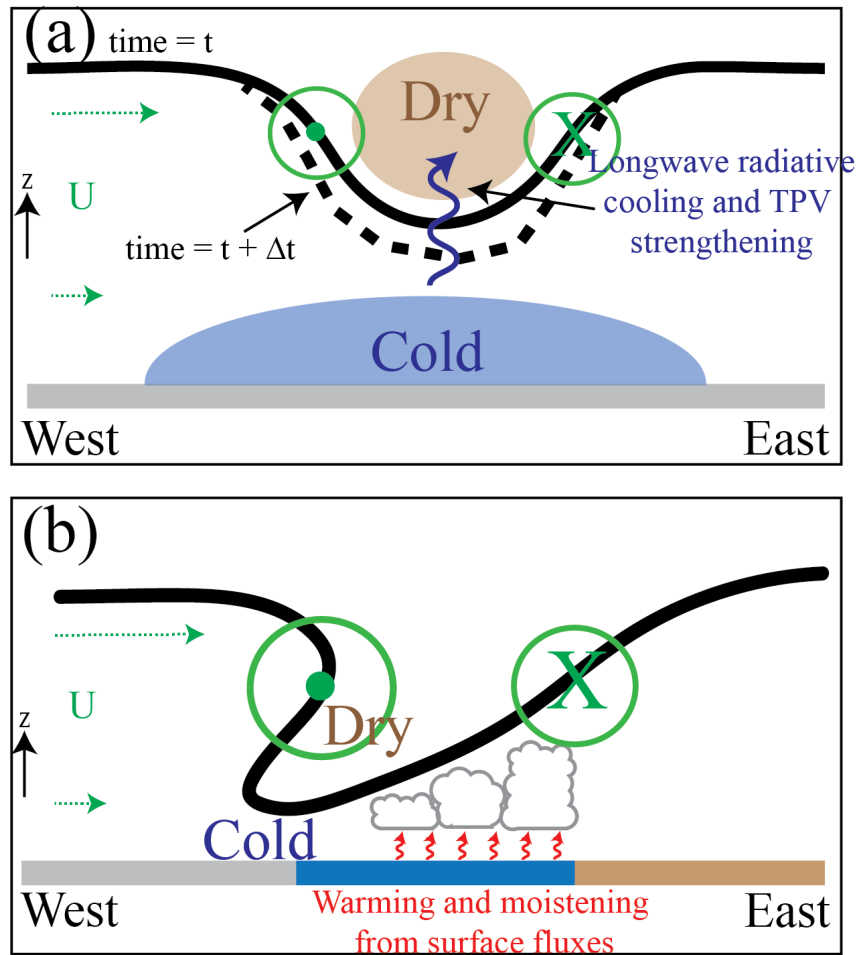 (a) time = t
Dry
X
Longwave radiative
cooling and TPV
strengthening
z
U
time = t + Δt
Cold
West East
(b)
U
X
Dry
z
Cold
West East
Warming and moistening
from surface fluxes